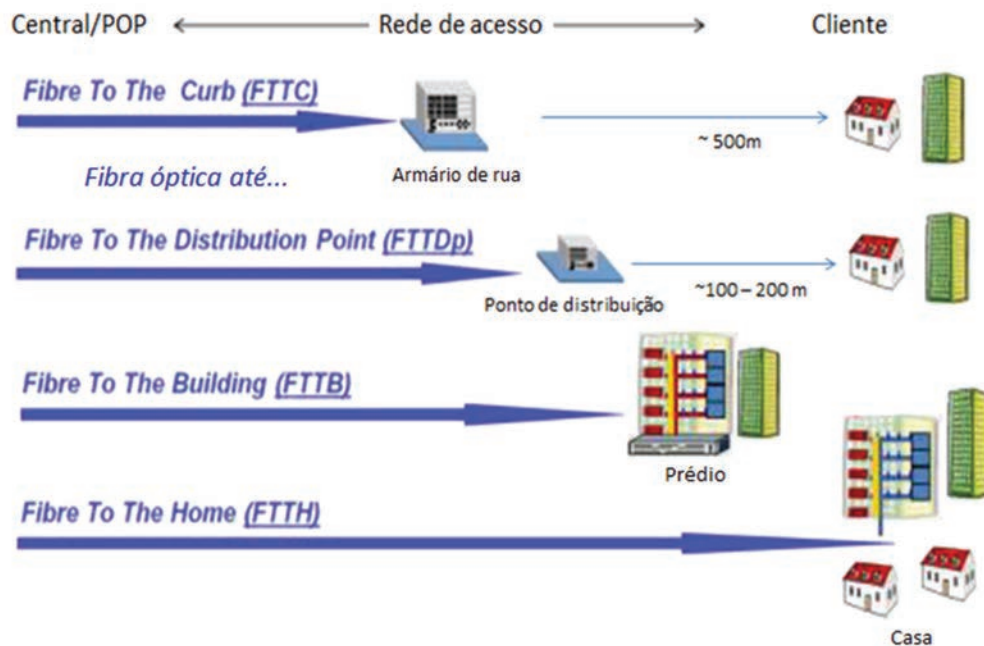 Central/POP
Rede de acesso
Cliente
Fibre To The Curb (FTTC)
~ 500m
Armário de rua
Fibra óptica até...
Fibre To The Distribution Point (FTTDp)
~100 – 200 m
Ponto de distribuição
Fibre To The Building (FTTB)
Prédio
Fibre To The Home (FTTH)
Casa